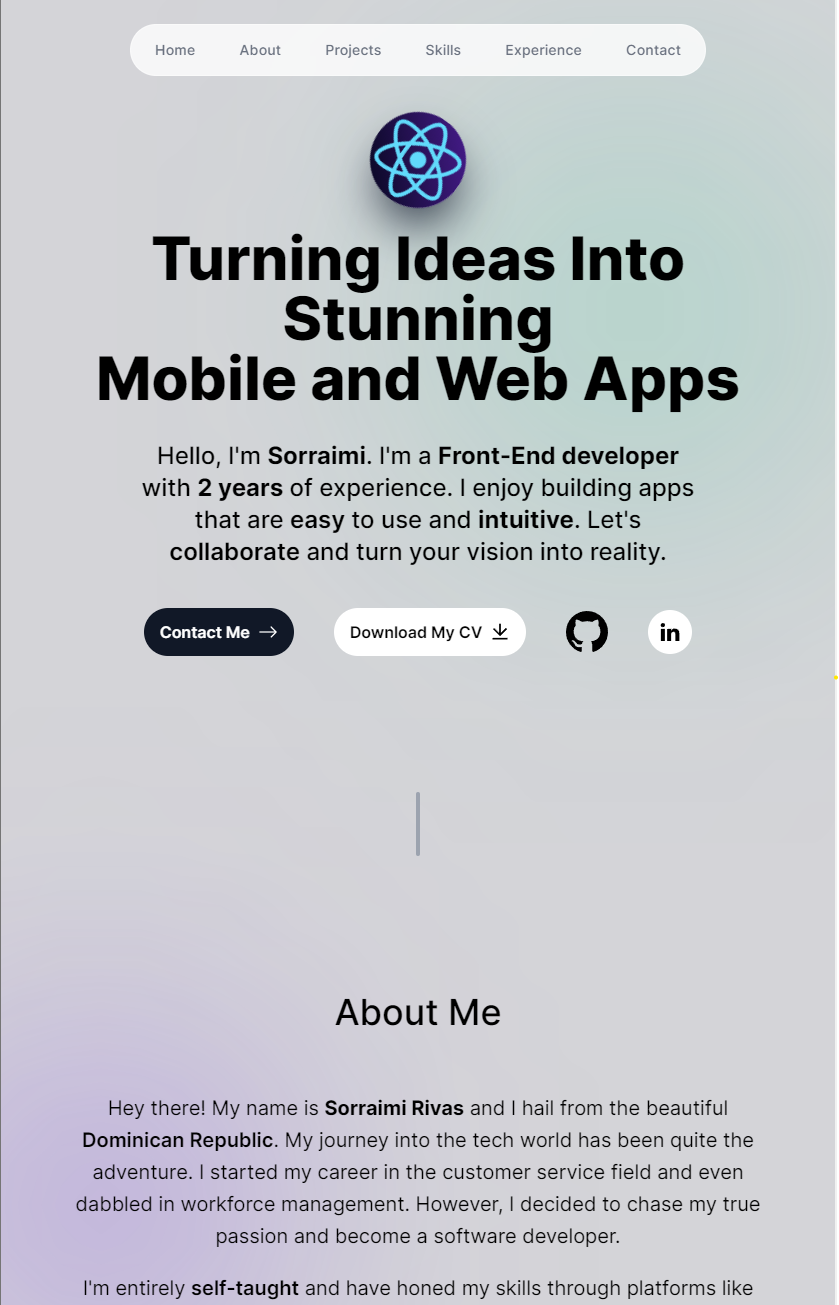 Home About Projects Skills Experience Contact
Turning Ideas Into
Stunning
Mobile and Web Apps
Hello, I'm Sorraimi. I'm a Front-End developer
with 2 years of experience. I enjoy building apps
that are easy to use and intuitive. Let's
collaborate and turn your vision into reality.
Contact Me Download My CV in
About Me
Hey there! My name is Sorraimi Rivas and I hail from the beautiful
Dominican Republic. My journey into the tech world has been quite the
adventure. I started my career in the customer service field and even
dabbled in workforce management. However, I decided to chase my true
passion and become a software developer.
I'm entirely self-taught and have honed my skills through platforms like